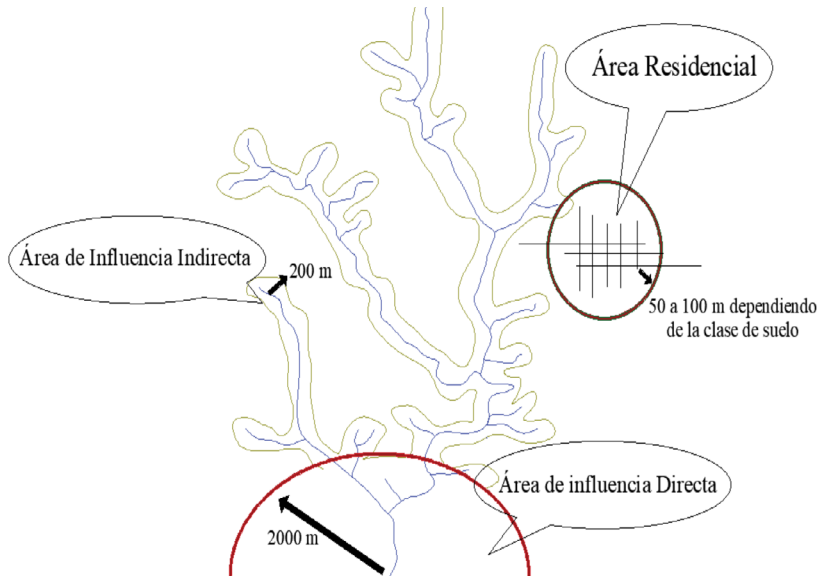 Área Residencial
Área de Influencia Indirecta
200 m
50 a 100 m dependiendo
de la clase de suelo
Área de influencia Directa
2000 m